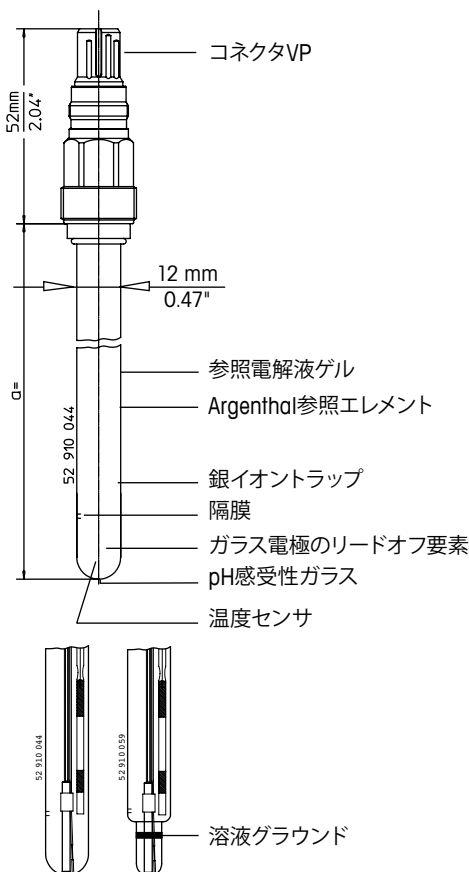 コネクタVP
52mm
2.04"
12 mm
0.47"
a=
参照電解液ゲル
Argenthal参照エレメント
52 910 044
銀イオントラップ
隔膜
ガラス電極のリードオフ要素
pH感受性ガラス
温度センサ
52 910 044
52 910 059
溶液グラウンド